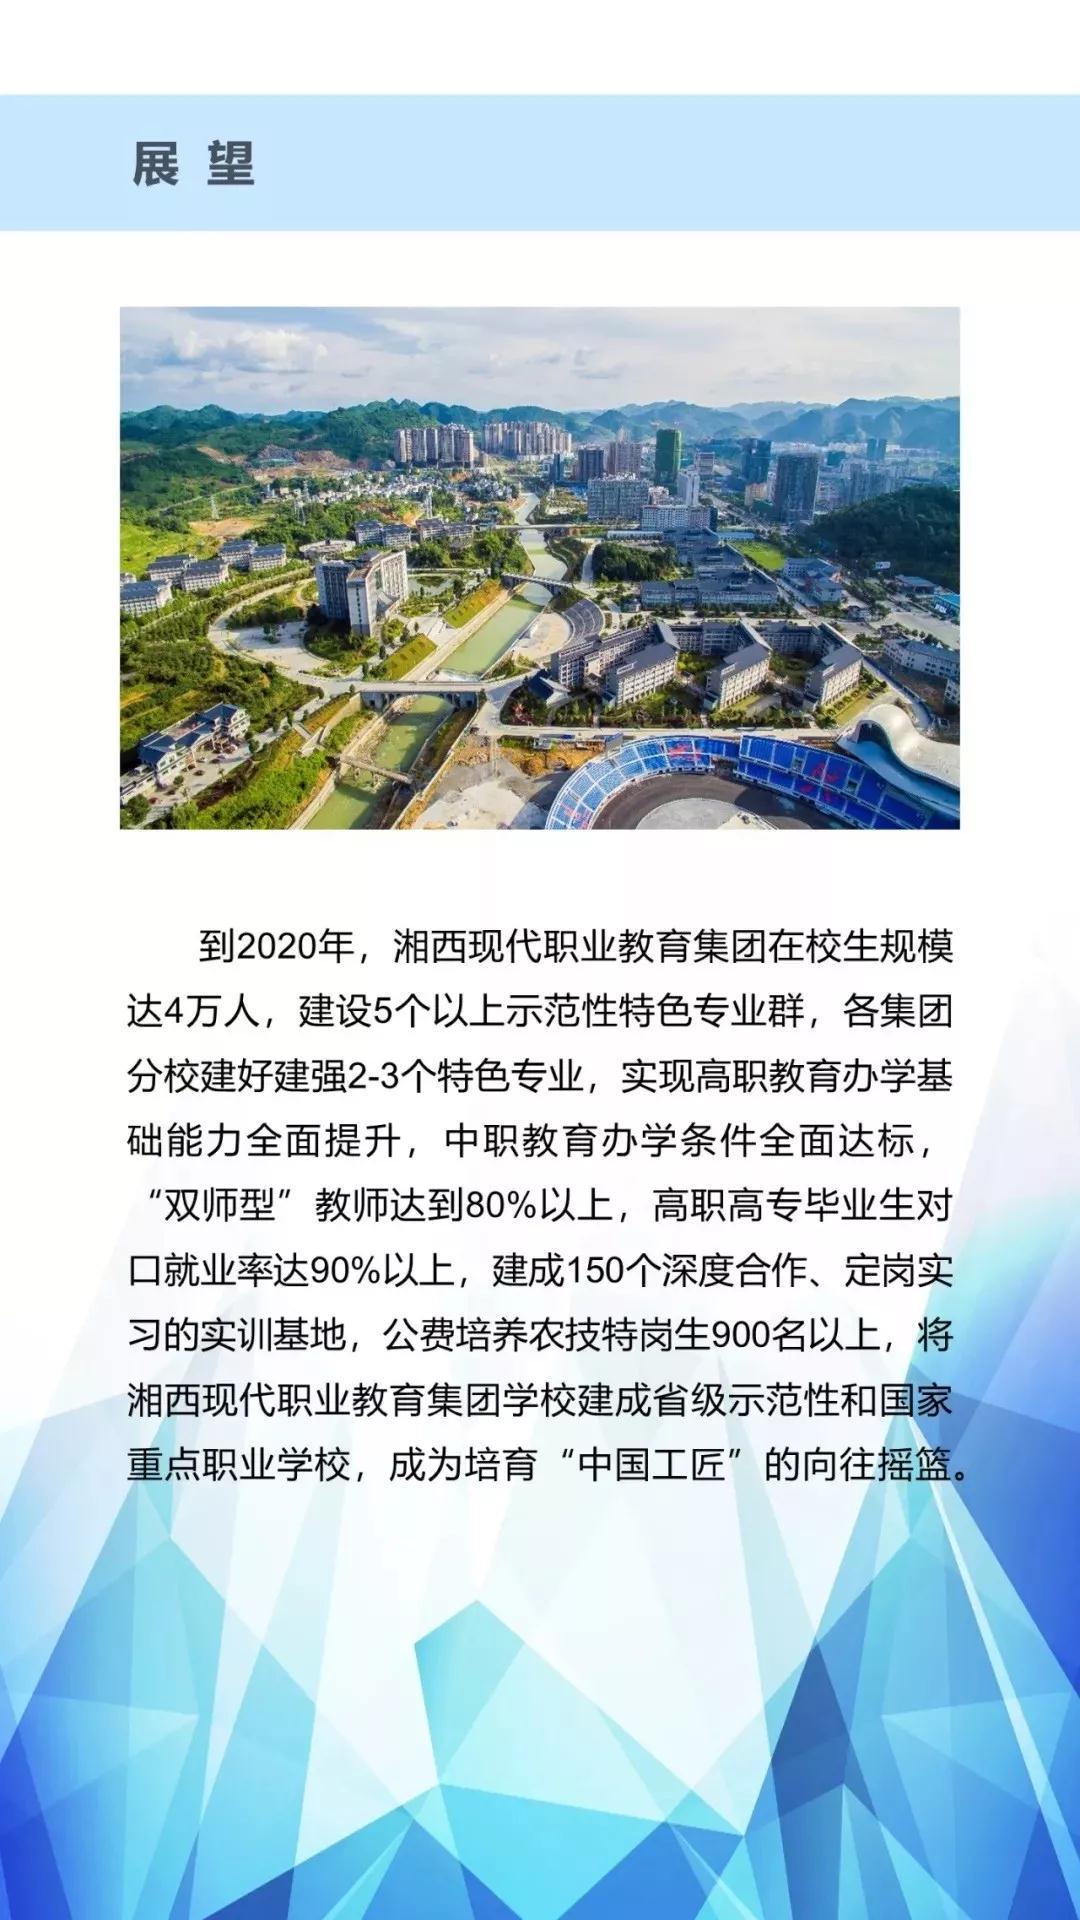 展 望
到2020年，湘西现代职业教育集团在校生规模
达4万人，建设5个以上示范性特色专业群，各集团
分校建好建强2-3个特色专业，实现高职教育办学基
础能力全面提升，中职教育办学条件全面达标，
“双师型”教师达到80%以上，高职高专毕业生对
口就业率达90%以上，建成150个深度合作、定岗实
习的实训基地，公费培养农技特岗生900名以上，将
湘西现代职业教育集团学校建成省级示范性和国家
重点职业学校，成为培育“中国工匠”的向往摇篮。